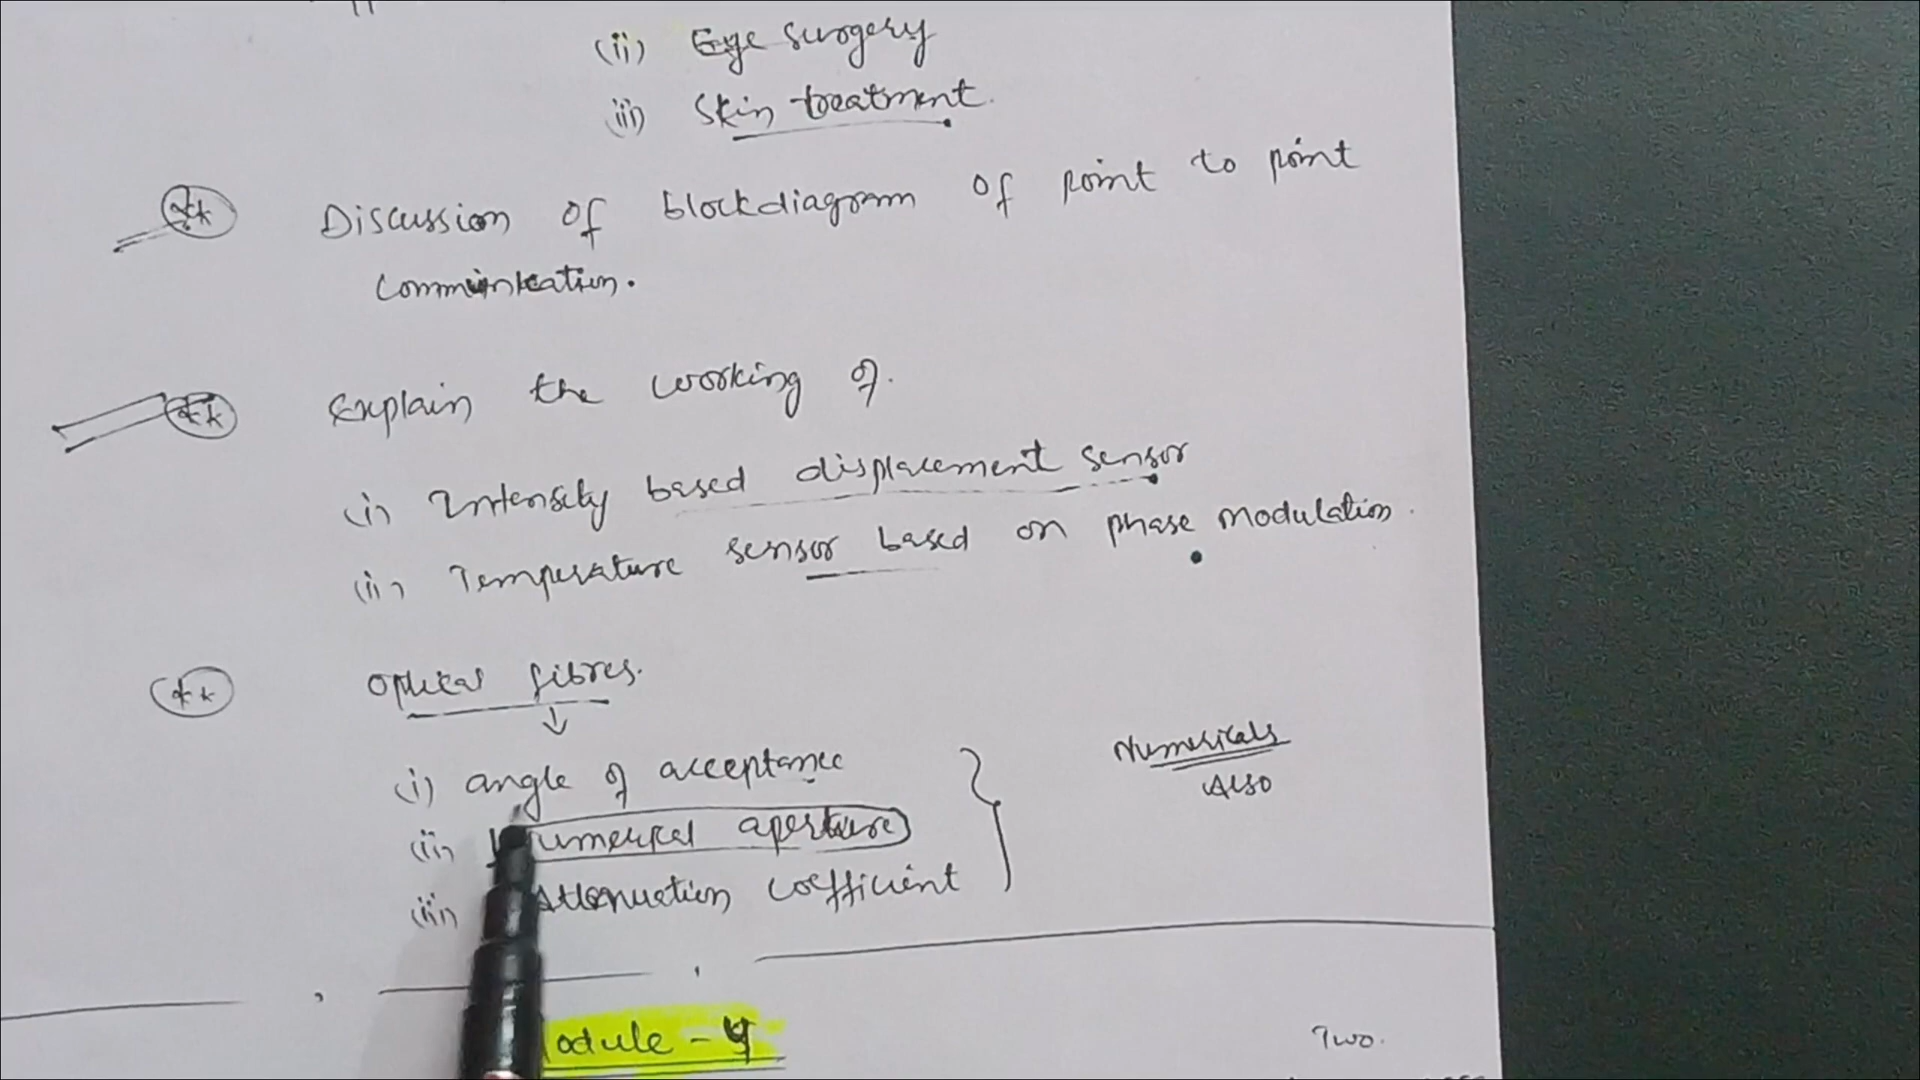 (ii) Eye surgery
(iii) Skin treatment.
** Discussion of blockdiagram of point to point
communication.
** Explain the working of.
(i) Intensity based displacement sensor
(ii) Temperature sensor based on phase modulation.
** Optical fibres.
(i) angle of acceptance
(ii) Numerical aperture
(iii) Attenuation coefficient
Numericals
Also
odule - 4
Two.